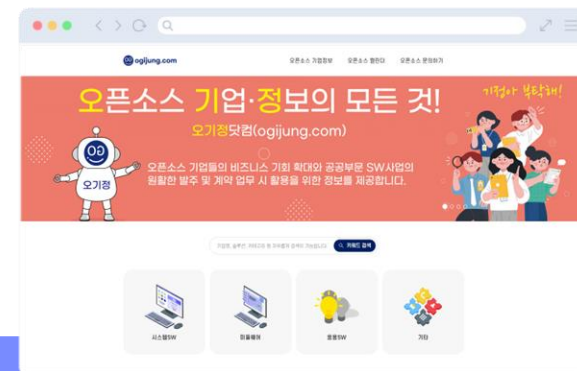 ogijung.com
오픈소스 기업정보 오픈소스 캘린더 오픈소스 문의하기
오픈소스 기업·정보의 모든 것!
기정아 부탁해!
오기정닷컴(ogijung.com)
오기정
오픈소스 기업들의 비즈니스 기회 확대와 공공부문 SW사업의
원활한 발주 및 계약 업무 시 활용을 위한 정보를 제공합니다.
키워드 검색
시스템SW 미들웨어 응용SW 기타